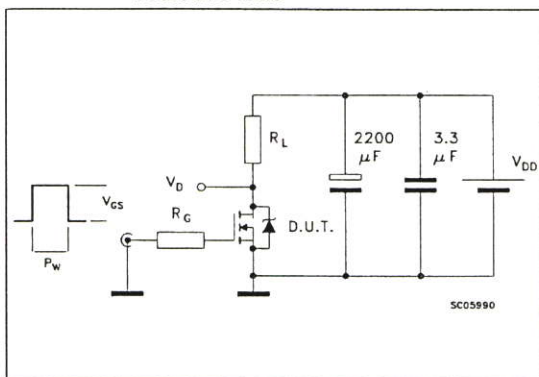 R_L
2200
μF
3.3
μF
V_DD
V_D
V_GS
R_G
D.U.T.
P_W
SC05990